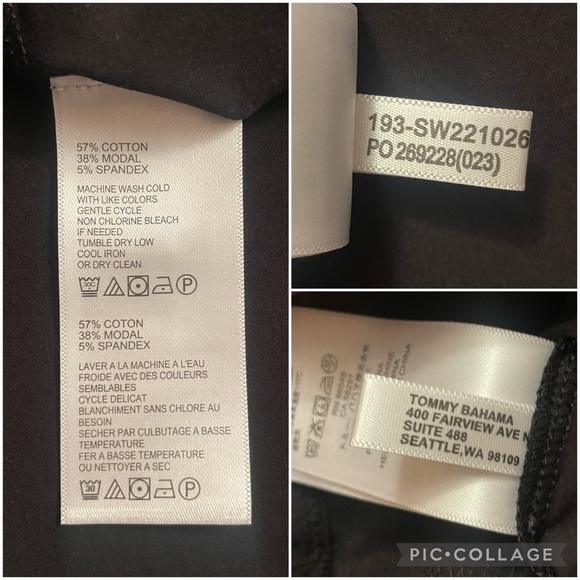 57% COTTON
38% MODAL
5% SPANDEX
MACHINE WASH COLD
WITH LIKE COLORS
GENTLE CYCLE
NON CHLORINE BLEACH
IF NEEDED
TUMBLE DRY LOW
COOL IRON
OR DRY CLEAN
30C P
57% COTON
38% MODAL
5% SPANDEX
LAVER A LA MACHINE A L'EAU
FROIDE AVEC DES COULEURS
SEMBLABLES
CYCLE DELICAT
BLANCHIMENT SANS CHLORE AU
BESOIN
SECHER PAR CULBUTAGE A BASSE
TEMPERATURE
FER A BASSE TEMPERATURE
OU NETTOYER A SEC
30 P
193-SW221026
PO 269228(023)
TOMMY BAHAMA
400 FAIRVIEW AVE N
SUITE 488
SEATTLE,WA 98109
CHINA
PIC•COLLAGE